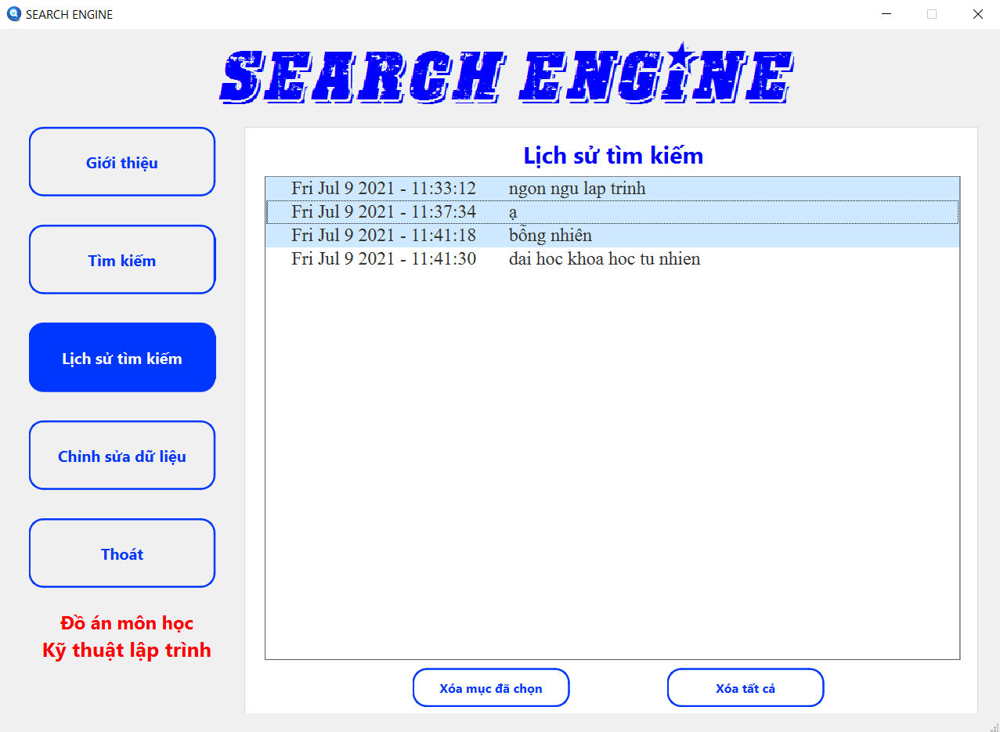 SEARCH ENGINE
SEARCH ENGiNE
Giới thiệu
Tìm kiếm
Lịch sử tìm kiếm
Chỉnh sửa dữ liệu
Thoát
Đồ án môn học
Kỹ thuật lập trình
Lịch sử tìm kiếm
Fri Jul 9 2021 - 11:33:12 ngon ngu lap trinh
Fri Jul 9 2021 - 11:37:34 ạ
Fri Jul 9 2021 - 11:41:18 bỗng nhiên
Fri Jul 9 2021 - 11:41:30 dai hoc khoa hoc tu nhien
Xóa mục đã chọn
Xóa tất cả